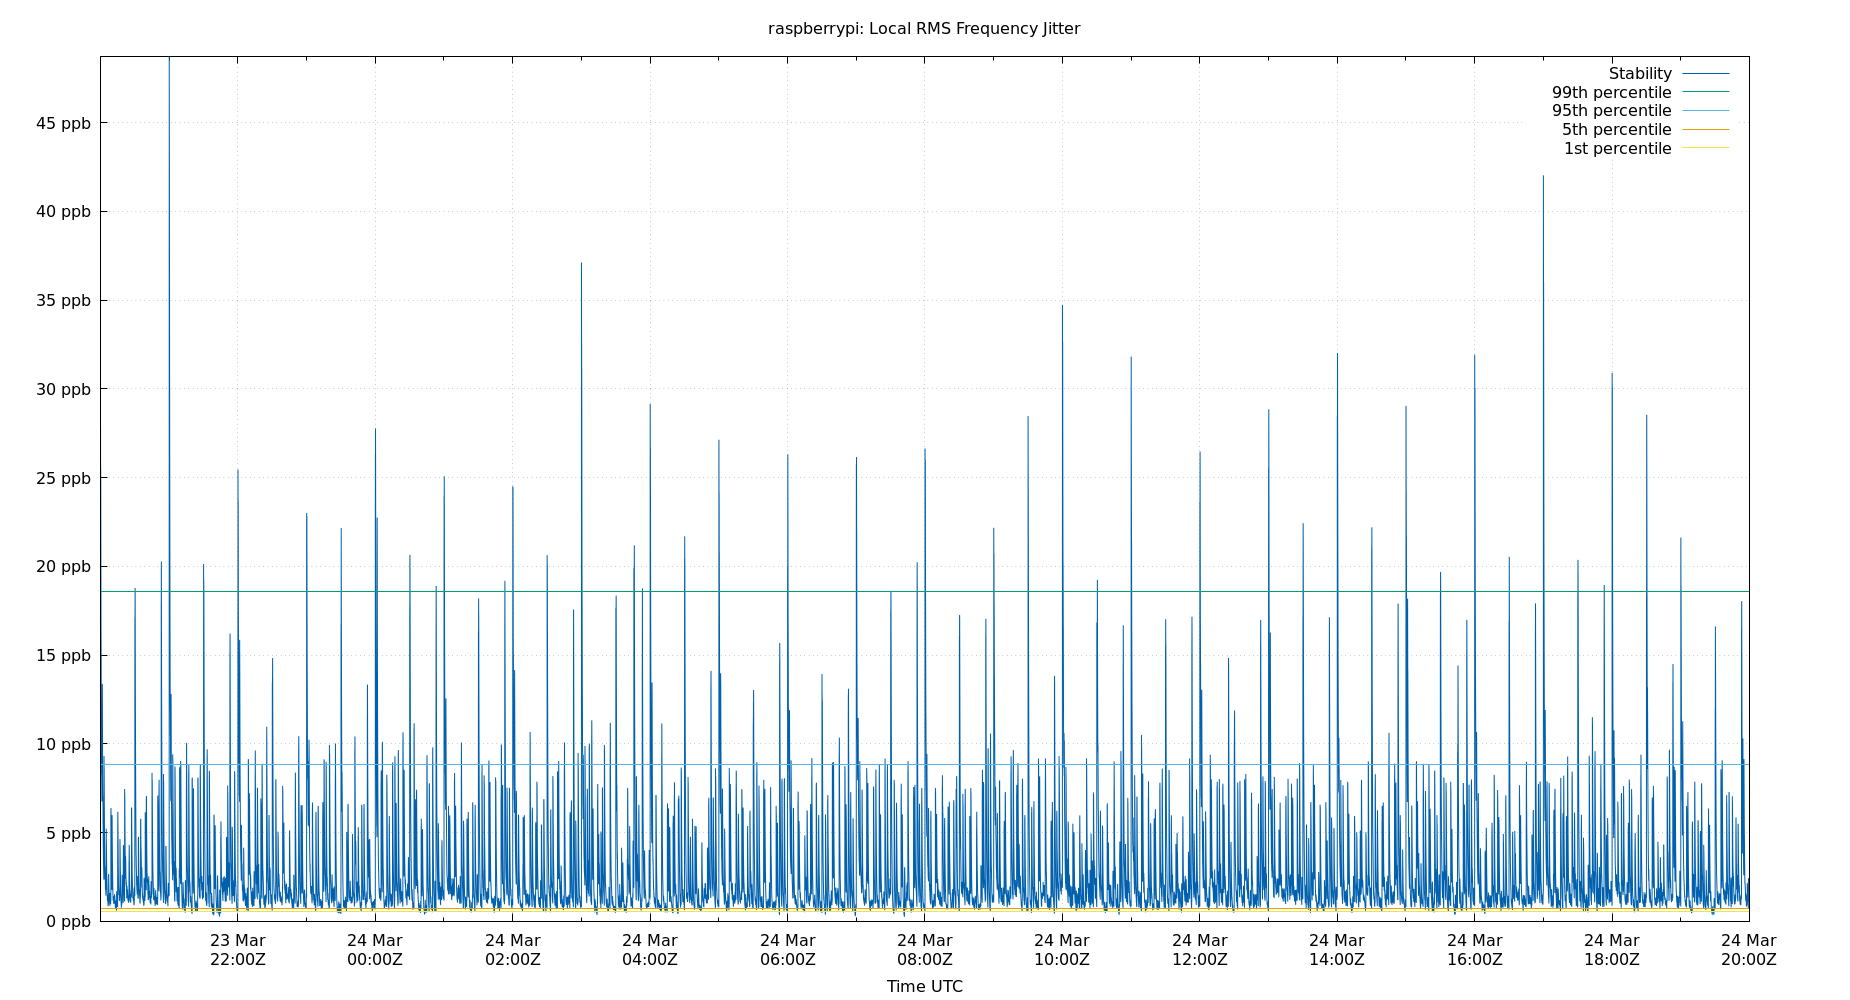 raspberrypi: Local RMS Frequency Jitter
Stability
99th percentile
95th percentile
5th percentile
1st percentile
45 ppb
40 ppb
35 ppb
30 ppb
25 ppb
20 ppb
15 ppb
10 ppb
5 ppb
0 ppb
23 Mar 24 Mar 24 Mar 24 Mar 24 Mar 24 Mar 24 Mar 24 Mar 24 Mar 24 Mar 24 Mar 24 Mar
22:00Z 00:00Z 02:00Z 04:00Z 06:00Z 08:00Z 10:00Z 12:00Z 14:00Z 16:00Z 18:00Z 20:00Z
Time UTC